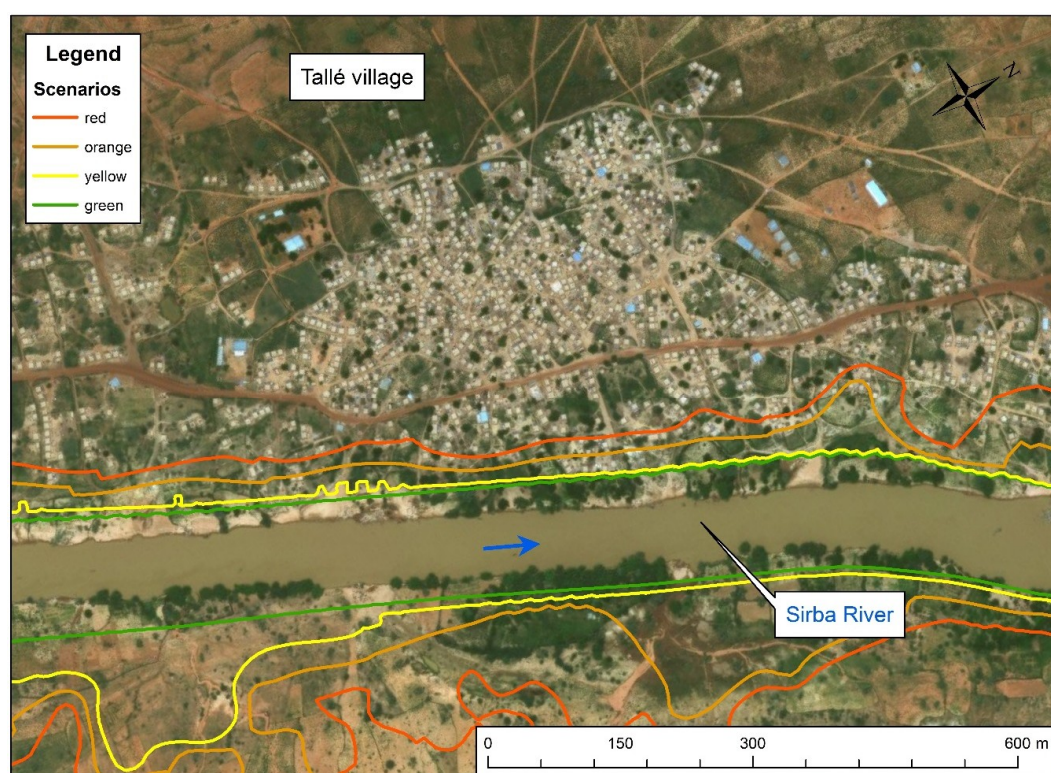 Legend
Scenarios
red
orange
yellow
green
Tallé village
N
Sirba River
0 150 300 600 m